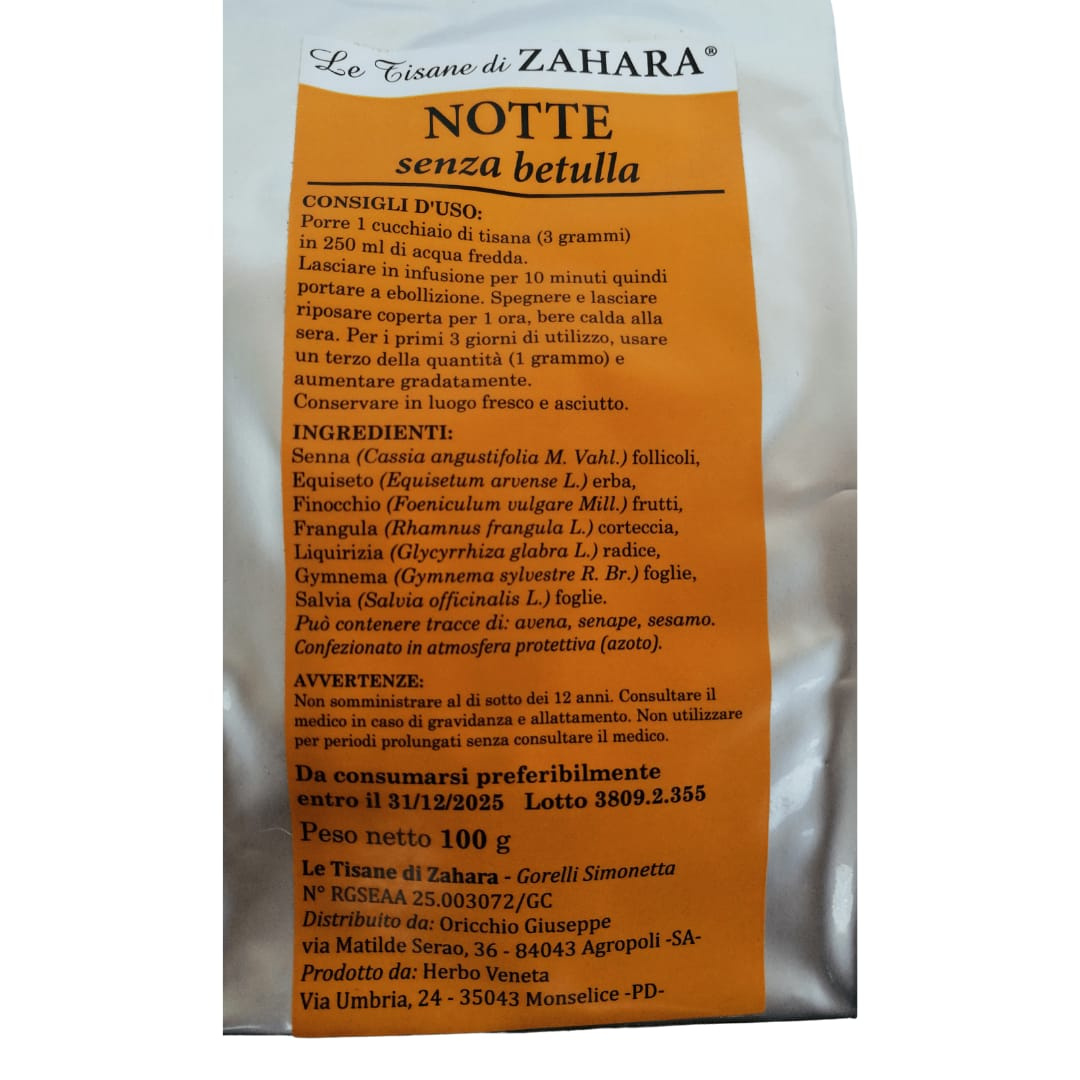 Le Tisane di ZAHARA®
NOTTE
senza betulla
CONSIGLI D'USO:
Porre 1 cucchiaio di tisana (3 grammi)
in 250 ml di acqua fredda.
Lasciare in infusione per 10 minuti quindi
portare a ebollizione. Spegnere e lasciare
riposare coperta per 1 ora, bere calda alla
sera. Per i primi 3 giorni di utilizzo, usare
un terzo della quantità (1 grammo) e
aumentare gradatamente.
Conservare in luogo fresco e asciutto.
INGREDIENTI:
Senna (Cassia angustifolia M. Vahl.) follicoli,
Equiseto (Equisetum arvense L.) erba,
Finocchio (Foeniculum vulgare Mill.) frutti,
Frangula (Rhamnus frangula L.) corteccia,
Liquirizia (Glycyrrhiza glabra L.) radice,
Gymnema (Gymnema sylvestre R. Br.) foglie,
Salvia (Salvia officinalis L.) foglie.
Può contenere tracce di: avena, senape, sesamo.
Confezionato in atmosfera protettiva (azoto).
AVVERTENZE:
Non somministrare al di sotto dei 12 anni. Consultare il
medico in caso di gravidanza e allattamento. Non utilizzare
per periodi prolungati senza consultare il medico.
Da consumarsi preferibilmente
entro il 31/12/2025 Lotto 3809.2.355
Peso netto 100 g
Le Tisane di Zahara - Gorelli Simonetta
N° RGSEAA 25.003072/GC
Distribuito da: Oricchio Giuseppe
via Matilde Serao, 36 - 84043 Agropoli -SA-
Prodotto da: Herbo Veneta
Via Umbria, 24 - 35043 Monselice -PD-